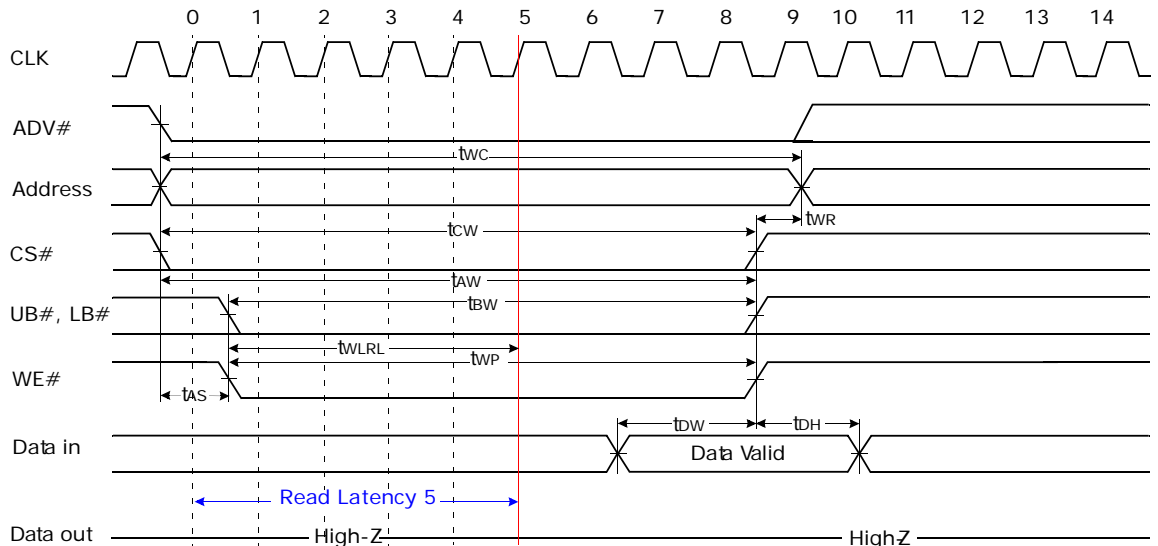 0 1 2 3 4 5 6 7 8 9 10 11 12 13 14
CLK
ADV#
tWC
Address
tWR
tCW
CS#
tAW
tBW
UB#, LB#
tWLRL
tWP
WE#
tAS
tDW tDH
Data in Data Valid
Read Latency 5
Data out High-Z High-Z